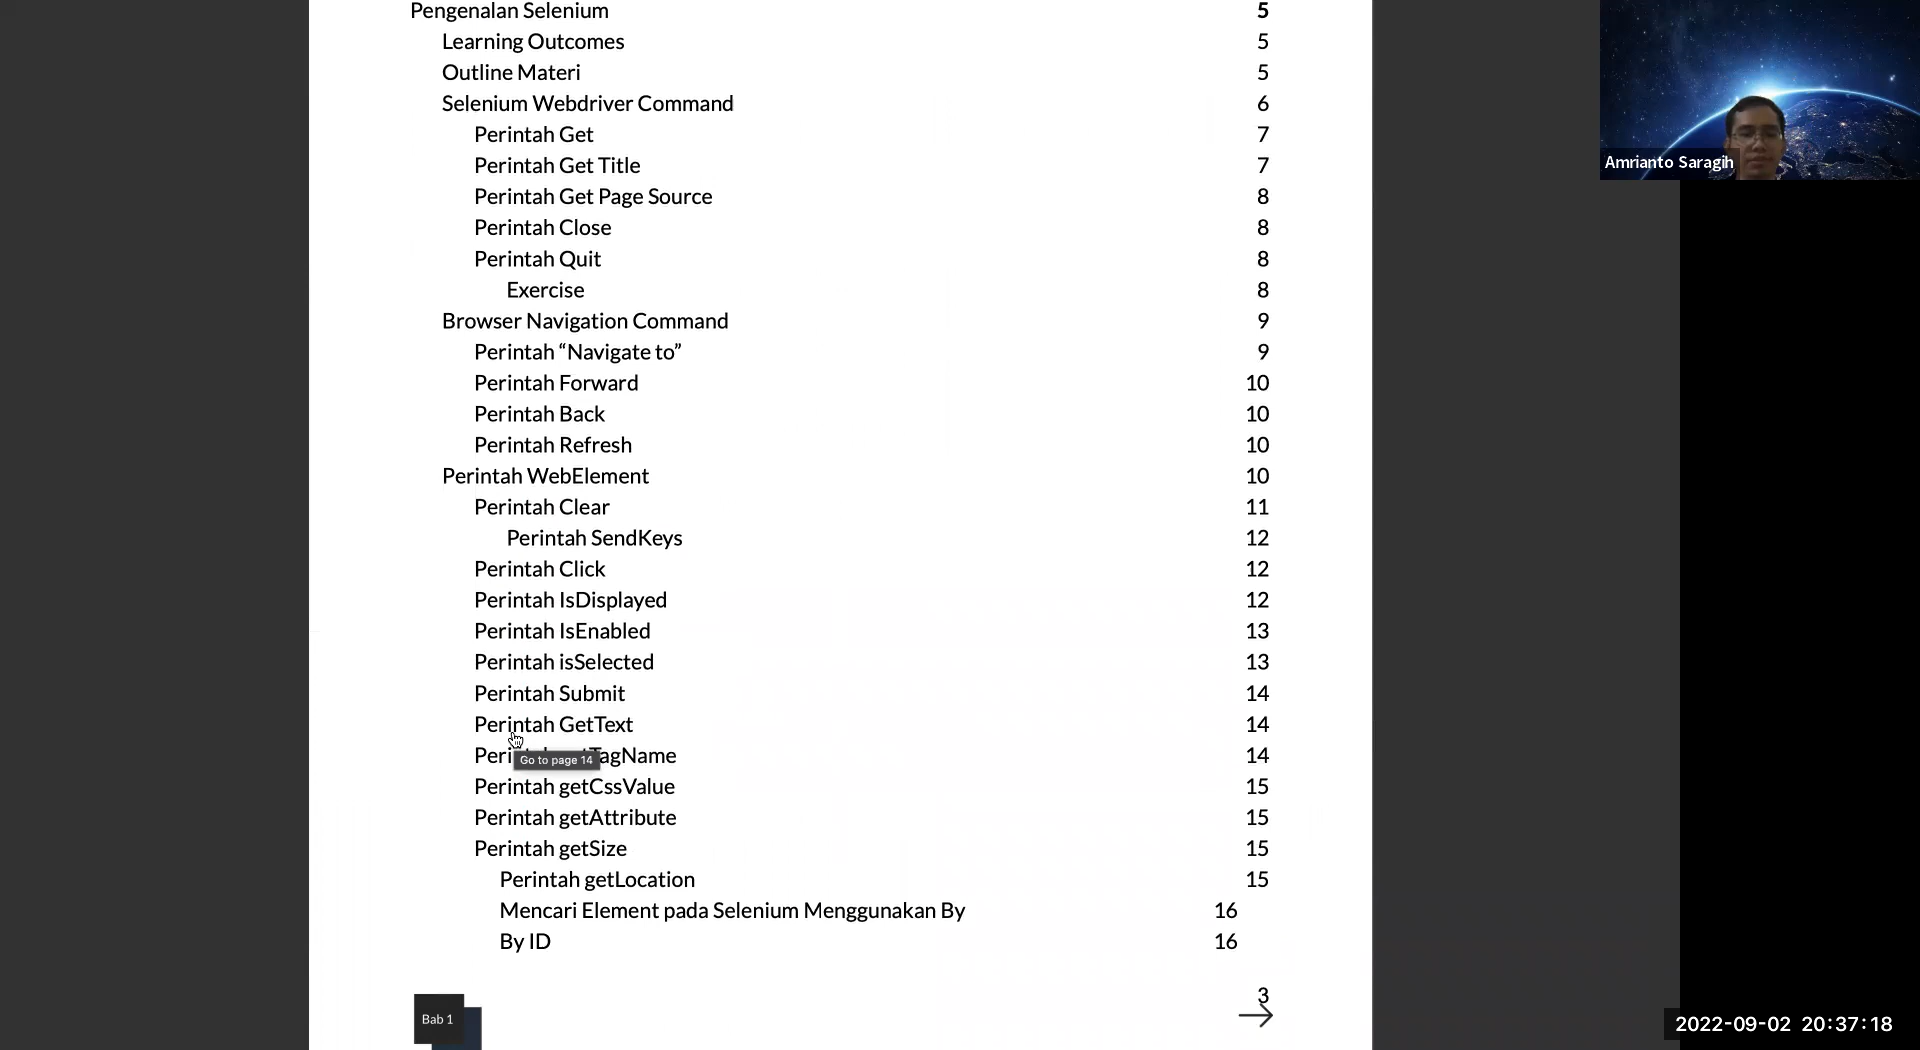 Pengenalan Selenium 5
Learning Outcomes 5
Outline Materi 5
Selenium Webdriver Command 6
Perintah Get 7
Perintah Get Title 7
Perintah Get Page Source 8
Perintah Close 8
Perintah Quit 8
Exercise 8
Browser Navigation Command 9
Perintah “Navigate to” 9
Perintah Forward 10
Perintah Back 10
Perintah Refresh 10
Perintah WebElement 10
Perintah Clear 11
Perintah SendKeys 12
Perintah Click 12
Perintah IsDisplayed 12
Perintah IsEnabled 13
Perintah isSelected 13
Perintah Submit 14
Perintah GetText 14
TagName 14
Go to page 14
Perintah getCssValue 15
Perintah getAttribute 15
Perintah getSize 15
Perintah getLocation 15
Mencari Element pada Selenium Menggunakan By 16
By ID 16
3
Bab 1
Amrianto Saragih
2022-09-02 20:37:18